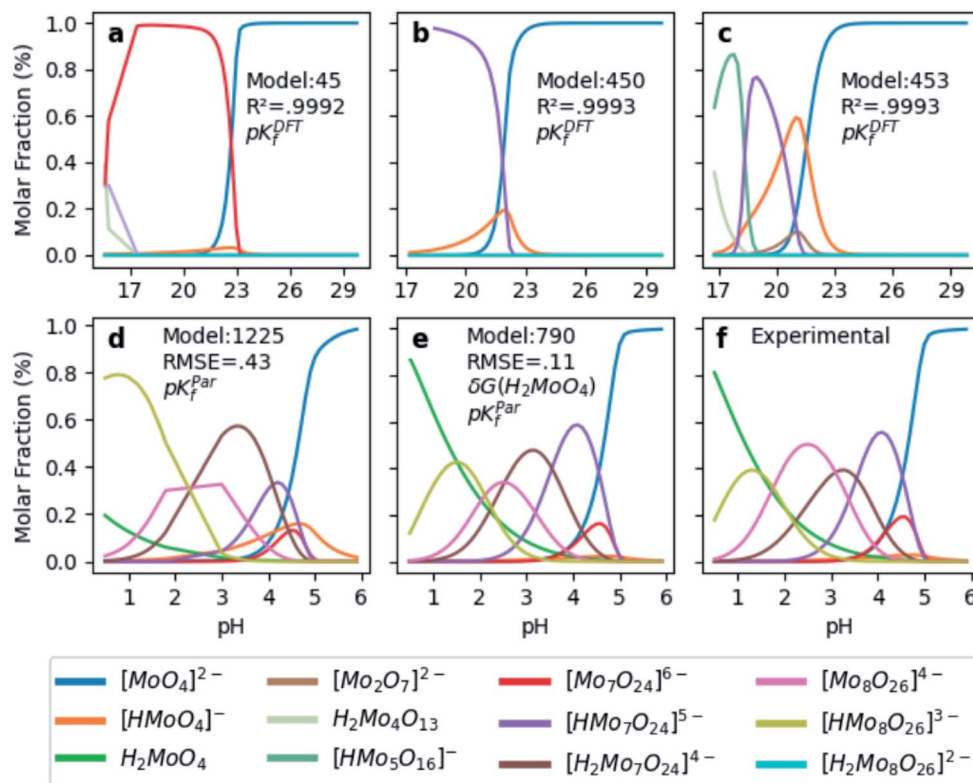 a
Model:45
R²=.9992
pK_f^{DFT}
b
Model:450
R²=.9993
pK_f^{DFT}
c
Model:453
R²=.9993
pK_f^{DFT}
Molar Fraction (%)
1.0
0.8
0.6
0.4
0.2
0.0
17 20 23 26 29
17 20 23 26 29
17 20 23 26 29
d
Model:1225
RMSE=.43
pK_f^{Par}
e
Model:790
RMSE=.11
δG(H₂MoO₄)
pK_f^{Par}
f
Experimental
Molar Fraction (%)
1.0
0.8
0.6
0.4
0.2
0.0
1 2 3 4 5
1 2 3 4 5
1 2 3 4 5 6
pH pH pH
[MoO₄]²⁻ [Mo₂O₇]²⁻ [Mo₇O₂₄]⁶⁻ [Mo₈O₂₆]⁴⁻
[HMoO₄]⁻ H₂Mo₄O₁₃ [HMo₇O₂₄]⁵⁻ [HMo₈O₂₆]³⁻
H₂MoO₄ [HMo₅O₁₆]⁻ [H₂Mo₇O₂₄]⁴⁻ [H₂Mo₈O₂₆]²⁻